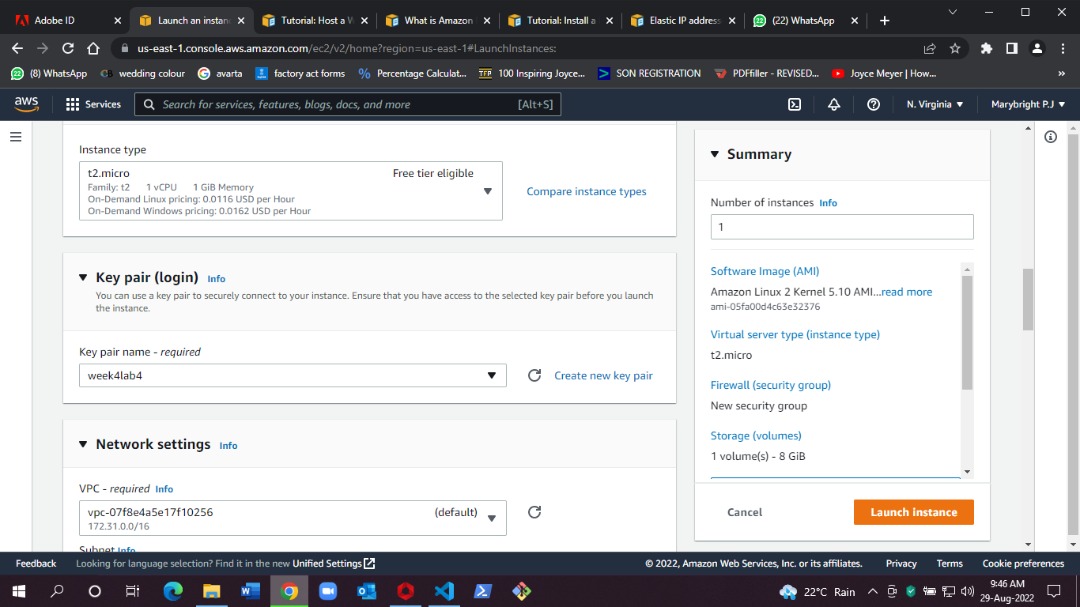 Adobe ID
Launch an instanc
Tutorial: Host a W
What is Amazon
Tutorial: Install a
Elastic IP address
(22) WhatsApp
us-east-1.console.aws.amazon.com/ec2/v2/home?region=us-east-1#LaunchInstances:
(8) WhatsApp
wedding colour
avarta
factory act forms
Percentage Calculat...
100 Inspiring Joyce...
SON REGISTRATION
PDFfiller - REVISED...
Joyce Meyer | How...
aws
Services
Search for services, features, blogs, docs, and more
[Alt+S]
N. Virginia
Marybright P.J
Instance type
t2.micro
Free tier eligible
Family: t2 1 vCPU 1 GiB Memory
On-Demand Linux pricing: 0.0116 USD per Hour
On-Demand Windows pricing: 0.0162 USD per Hour
Compare instance types
Key pair (login) Info
You can use a key pair to securely connect to your instance. Ensure that you have access to the selected key pair before you launch
the instance.
Key pair name - required
week4lab4
Create new key pair
Network settings Info
VPC - required Info
vpc-07f8e4a5e17f10256
(default)
172.31.0.0/16
Subnet Info
Summary
Number of instances Info
1
Software Image (AMI)
Amazon Linux 2 Kernel 5.10 AMI...read more
ami-05fa00d4c63e32376
Virtual server type (instance type)
t2.micro
Firewall (security group)
New security group
Storage (volumes)
1 volume(s) - 8 GiB
Cancel
Launch instance
Feedback
Looking for language selection? Find it in the new Unified Settings
© 2022, Amazon Web Services, Inc. or its affiliates.
Privacy
Terms
Cookie preferences
22°C Rain
9:46 AM
29-Aug-2022